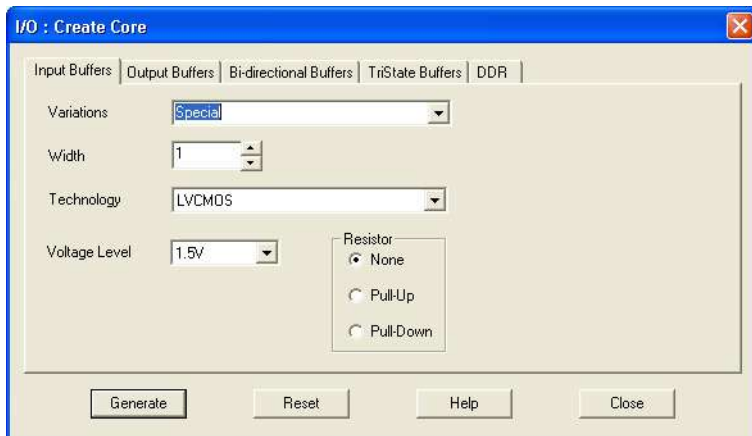 I/O : Create Core
Input Buffers Output Buffers Bi-directional Buffers TriState Buffers DDR
Variations Special
Width 1
Technology LVCMOS
Voltage Level 1.5V
Resistor
None
Pull-Up
Pull-Down
Generate Reset Help Close